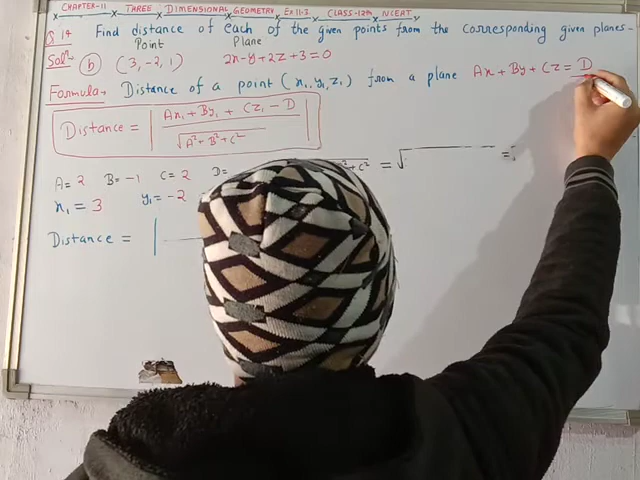 CHAPTER-11 THREE DIMENSIONAL GEOMETRY Ex 11.3 CLASS-12th NCERT
Q 14 Find distance of each of the given points from the corresponding given planes-
Point Plane
Sol^n (b) (3, -2, 1) 2x - y + 2z + 3 = 0
Formula- Distance of a point (x₁, y₁, z₁) from a plane Ax + By + Cz = D
Distance = | Ax₁ + By₁ + Cz₁ - D / √A² + B² + C² |
A = 2 B = -1 C = 2 D = + C² = √ =
x₁ = 3 y₁ = -2
Distance = |